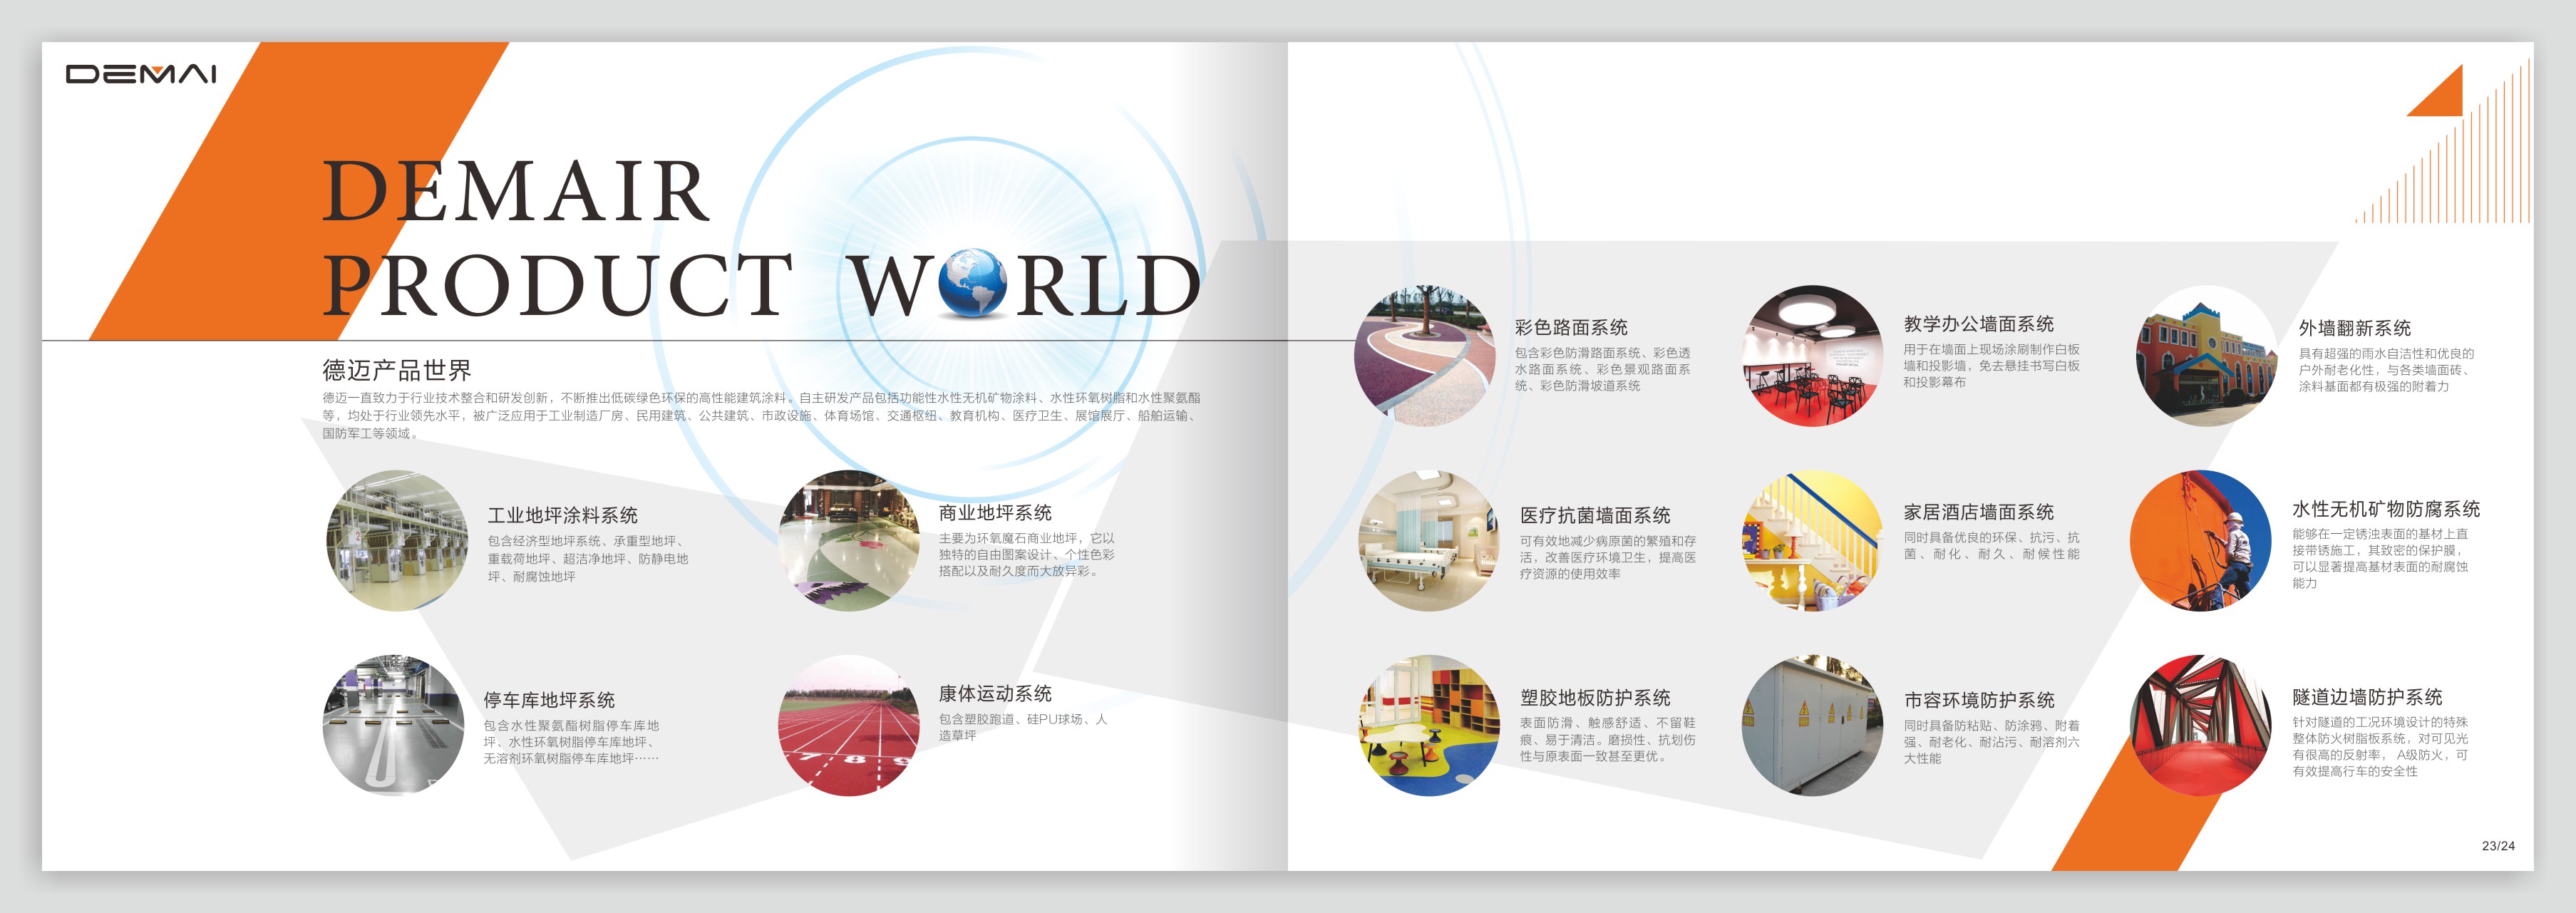 DEMAI
DEMAIR
PRODUCT WORLD
德迈产品世界
德迈一直致力于行业技术整合和研发创新，不断推出低碳绿色环保的高性能建筑涂料。自主研发产品包括功能性水性无机矿物涂料、水性环氧树脂和水性聚氨酯
等，均处于行业领先水平，被广泛应用于工业制造厂房、民用建筑、公共建筑、市政设施、体育场馆、交通枢纽、教育机构、医疗卫生、展馆展厅、船舶运输、
国防军工等领域。
工业地坪涂料系统
包含经济型地坪系统、承重型地坪、
重载荷地坪、超洁净地坪、防静电地
坪、耐腐蚀地坪
商业地坪系统
主要为环氧魔石商业地坪，它以
独特的自由图案设计、个性色彩
搭配以及耐久度而大放异彩。
停车库地坪系统
包含水性聚氨酯树脂停车库地
坪、水性环氧树脂停车库地坪、
无溶剂环氧树脂停车库地坪……
康体运动系统
包含塑胶跑道、硅PU球场、人
造草坪
7 8 9
彩色路面系统
包含彩色防滑路面系统、彩色透
水路面系统、彩色景观路面系
统、彩色防滑坡道系统
教学办公墙面系统
用于在墙面上现场涂刷制作白板
墙和投影墙，免去悬挂书写白板
和投影幕布
外墙翻新系统
具有超强的雨水自洁性和优良的
户外耐老化性，与各类墙面砖、
涂料基面都有极强的附着力
医疗抗菌墙面系统
可有效地减少病原菌的繁殖和存
活，改善医疗环境卫生，提高医
疗资源的使用效率
家居酒店墙面系统
同时具备优良的环保、抗污、抗
菌、耐化、耐久、耐候性能
水性无机矿物防腐系统
能够在一定锈浊表面的基材上直
接带锈施工，其致密的保护膜，
可以显著提高基材表面的耐腐蚀
能力
塑胶地板防护系统
表面防滑、触感舒适、不留鞋
痕、易于清洁。磨损性、抗划伤
性与原表面一致甚至更优。
市容环境防护系统
同时具备防粘贴、防涂鸦、附着
强、耐老化、耐沾污、耐溶剂六
大性能
隧道边墙防护系统
针对隧道的工况环境设计的特殊
整体防火树脂板系统，对可见光
有很高的反射率， A级防火，可
有效提高行车的安全性
23/24